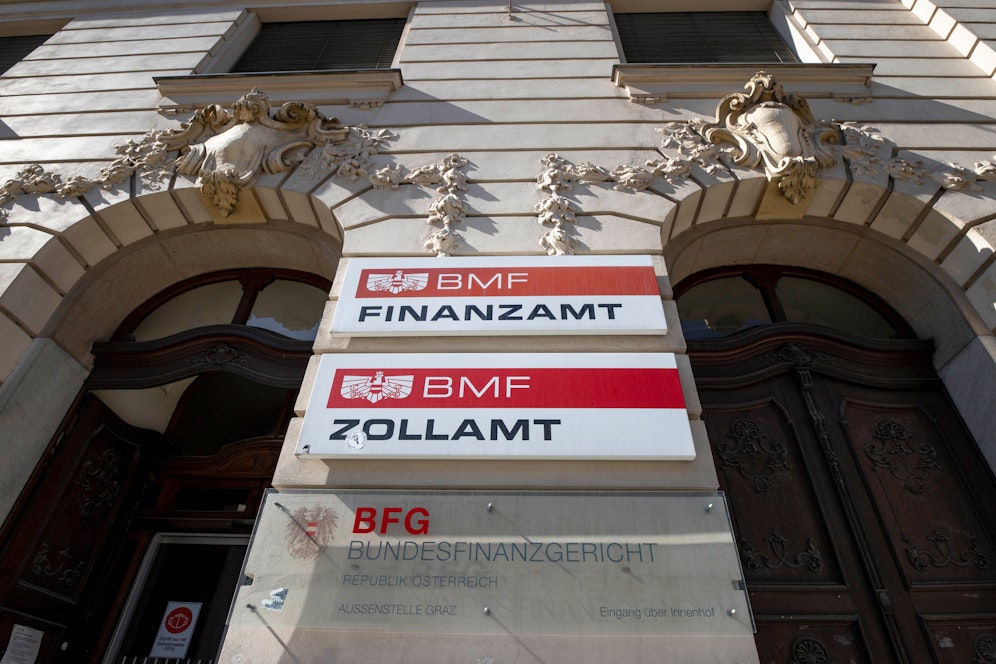 BMF
FINANZAMT
BMF
ZOLLAMT
BFG
BUNDESFINANZGERICHT
REPUBLIK ÖSTERREICH
AUSSENSTELLE GRAZ
Eingang über Innenhof